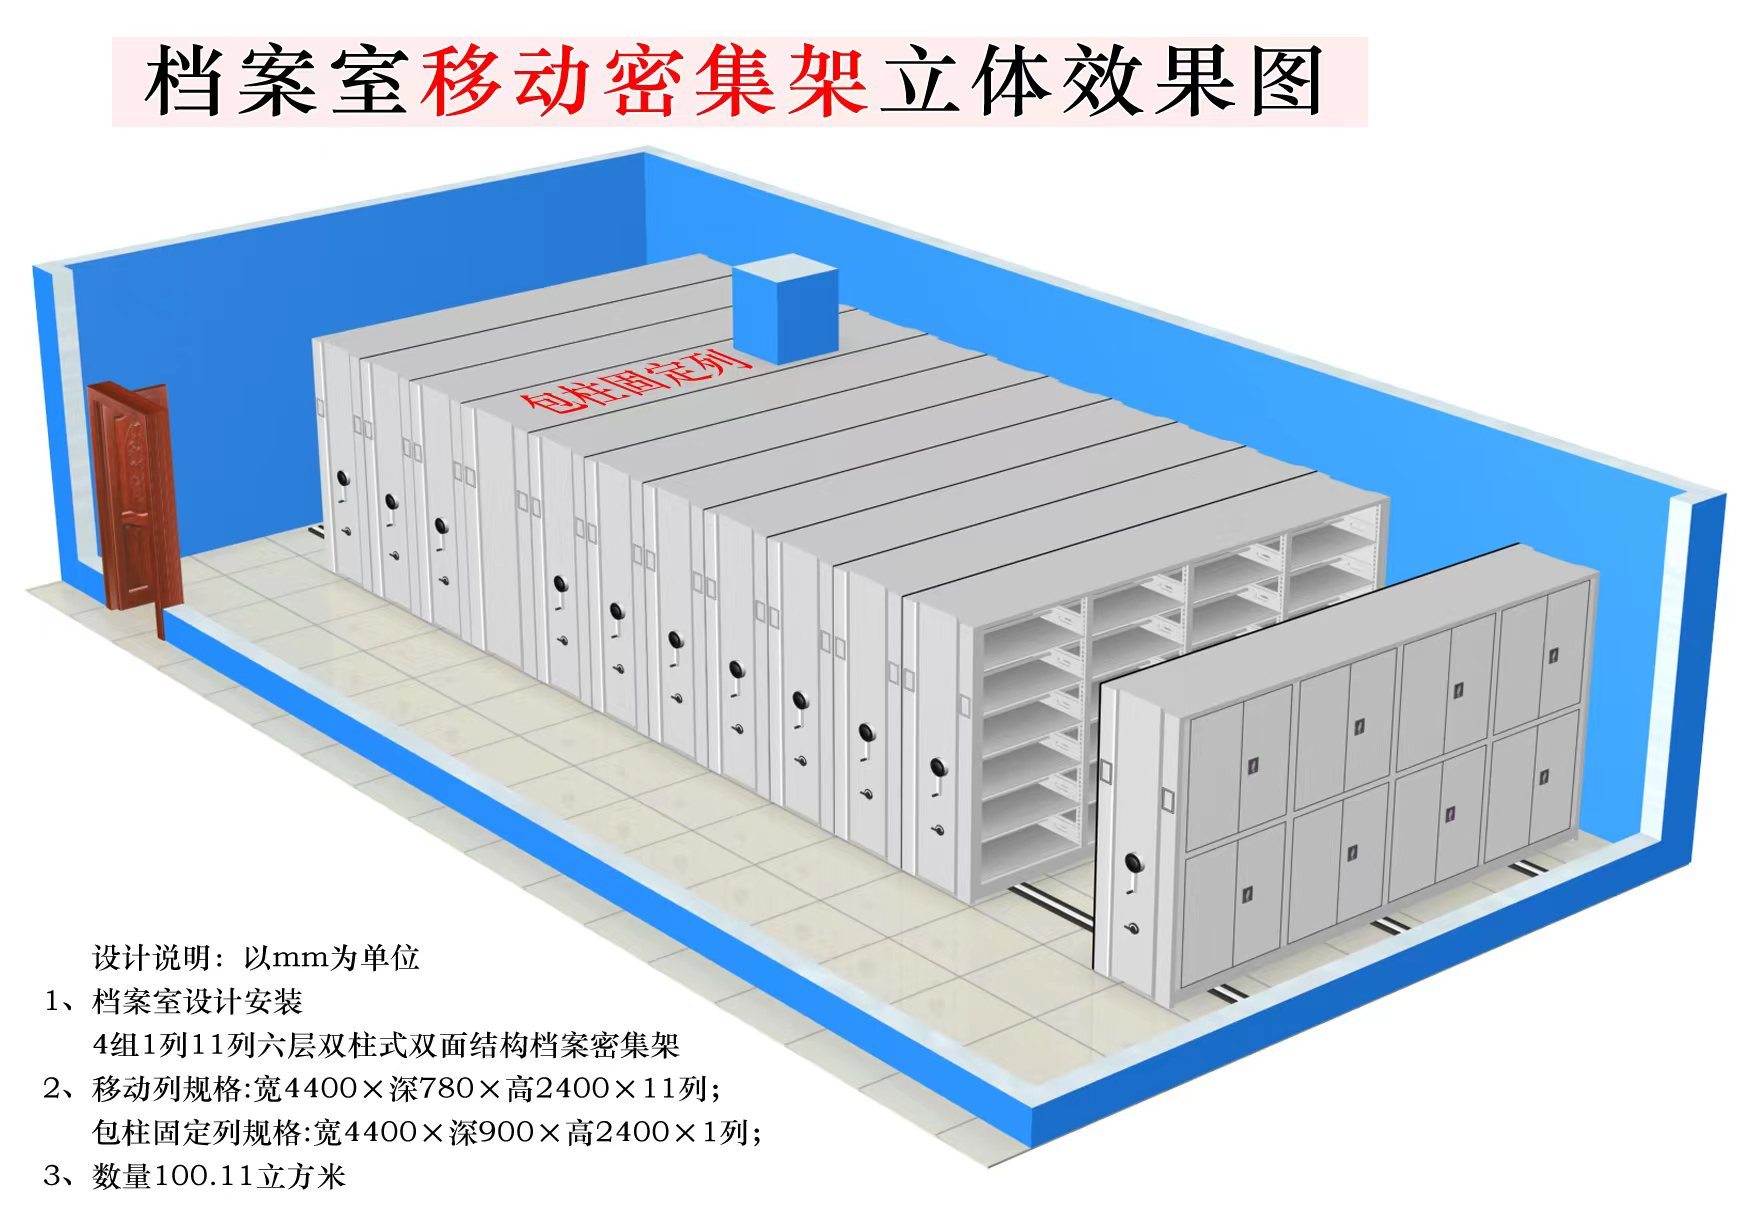 档案室移动密集架立体效果图
包柱固定列
设计说明：以mm为单位
1、档案室设计安装
4组1列11列六层双柱式双面结构档案密集架
2、移动列规格:宽4400×深780×高2400×11列；
包柱固定列规格:宽4400×深900×高2400×1列；
3、数量100.11立方米